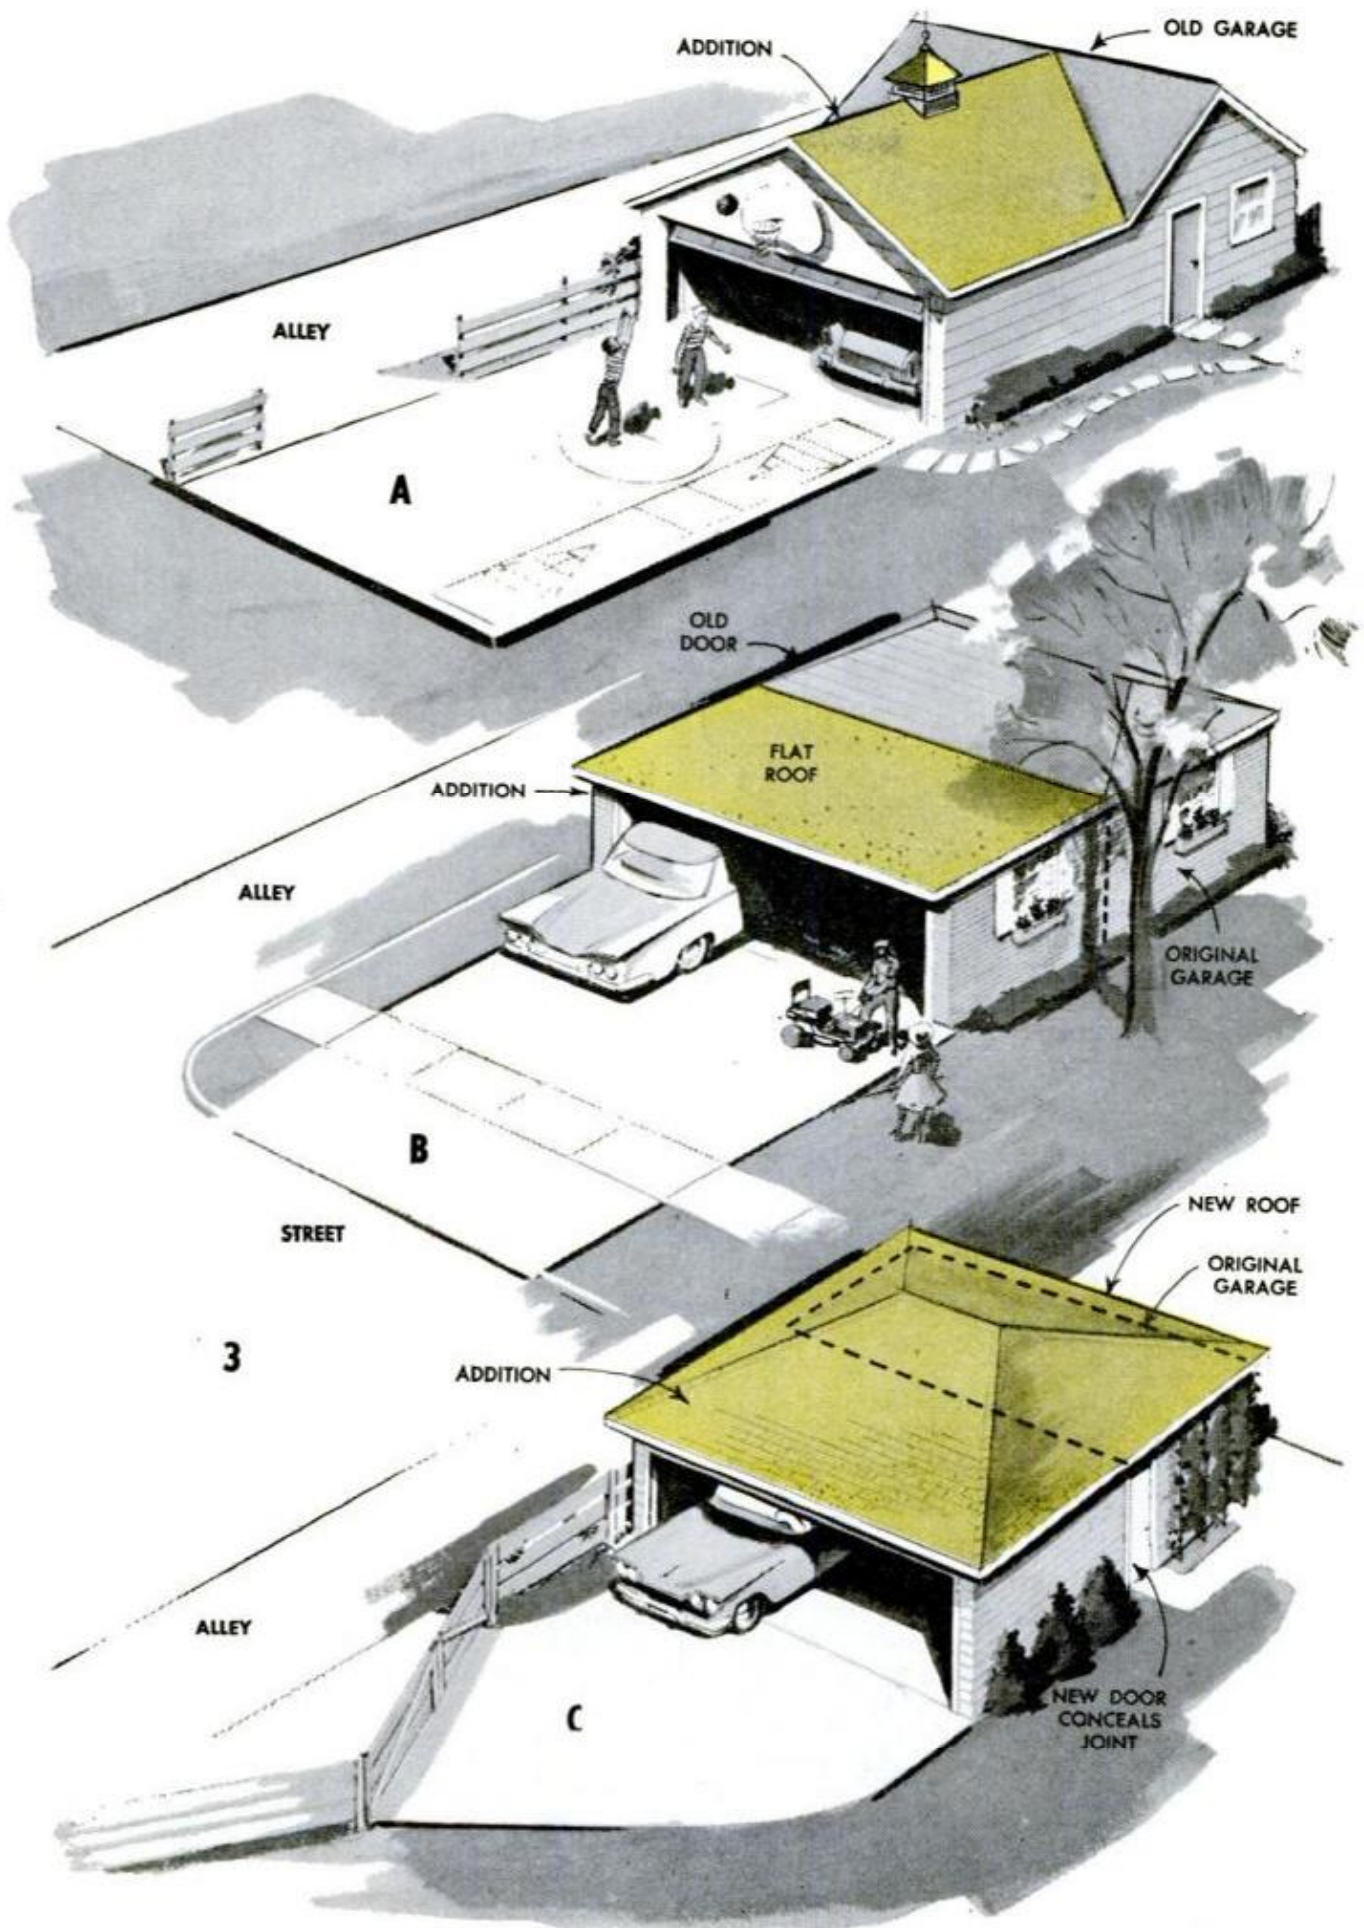 ADDITION
OLD GARAGE
ALLEY
A
OLD
DOOR
FLAT
ROOF
ADDITION
ALLEY
ORIGINAL
GARAGE
B
STREET
NEW ROOF
ORIGINAL
GARAGE
3
ADDITION
ALLEY
NEW DOOR
CONCEALS
JOINT
C